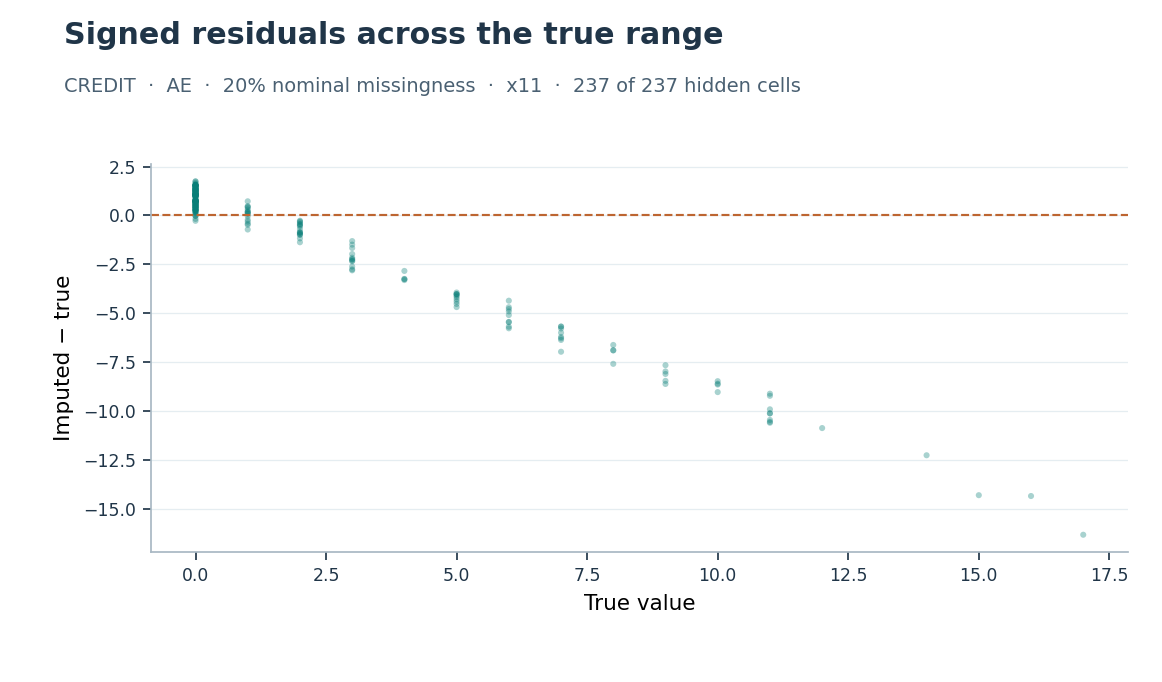 Signed residuals across the true range
CREDIT · AE · 20% nominal missingness · x11 · 237 of 237 hidden cells
2.5
0.0
−2.5
−5.0
−7.5
−10.0
−12.5
−15.0
Imputed − true
0.0 2.5 5.0 7.5 10.0 12.5 15.0 17.5
True value